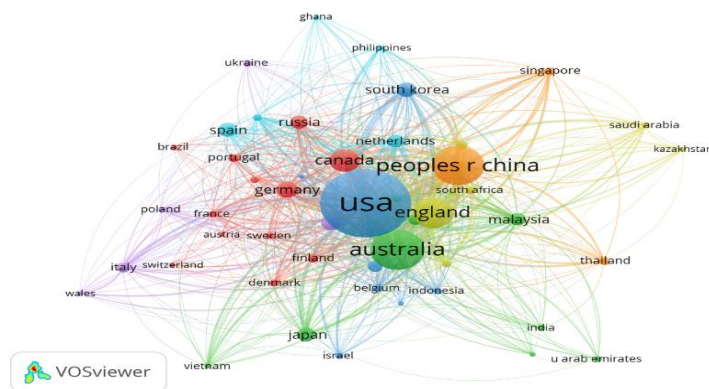 ghana
philippines
ukraine
singapore
south korea
spain
russia
netherlands
saudi arabia
brazil
portugal
canada
peoples r china
kazakhstan
germany
south africa
usa
england
poland
france
malaysia
austria
sweden
australia
italy
switzerland
finland
thailand
denmark
belgium
indonesia
wales
japan
india
israel
u arab emirates
vietnam
VOSviewer